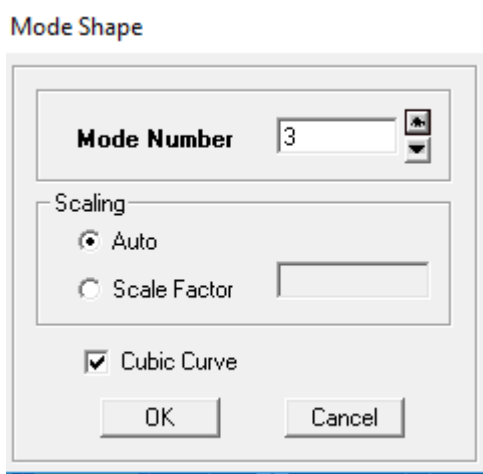 Mode Shape
Mode Number 3
Scaling
Auto
Scale Factor
Cubic Curve
OK Cancel